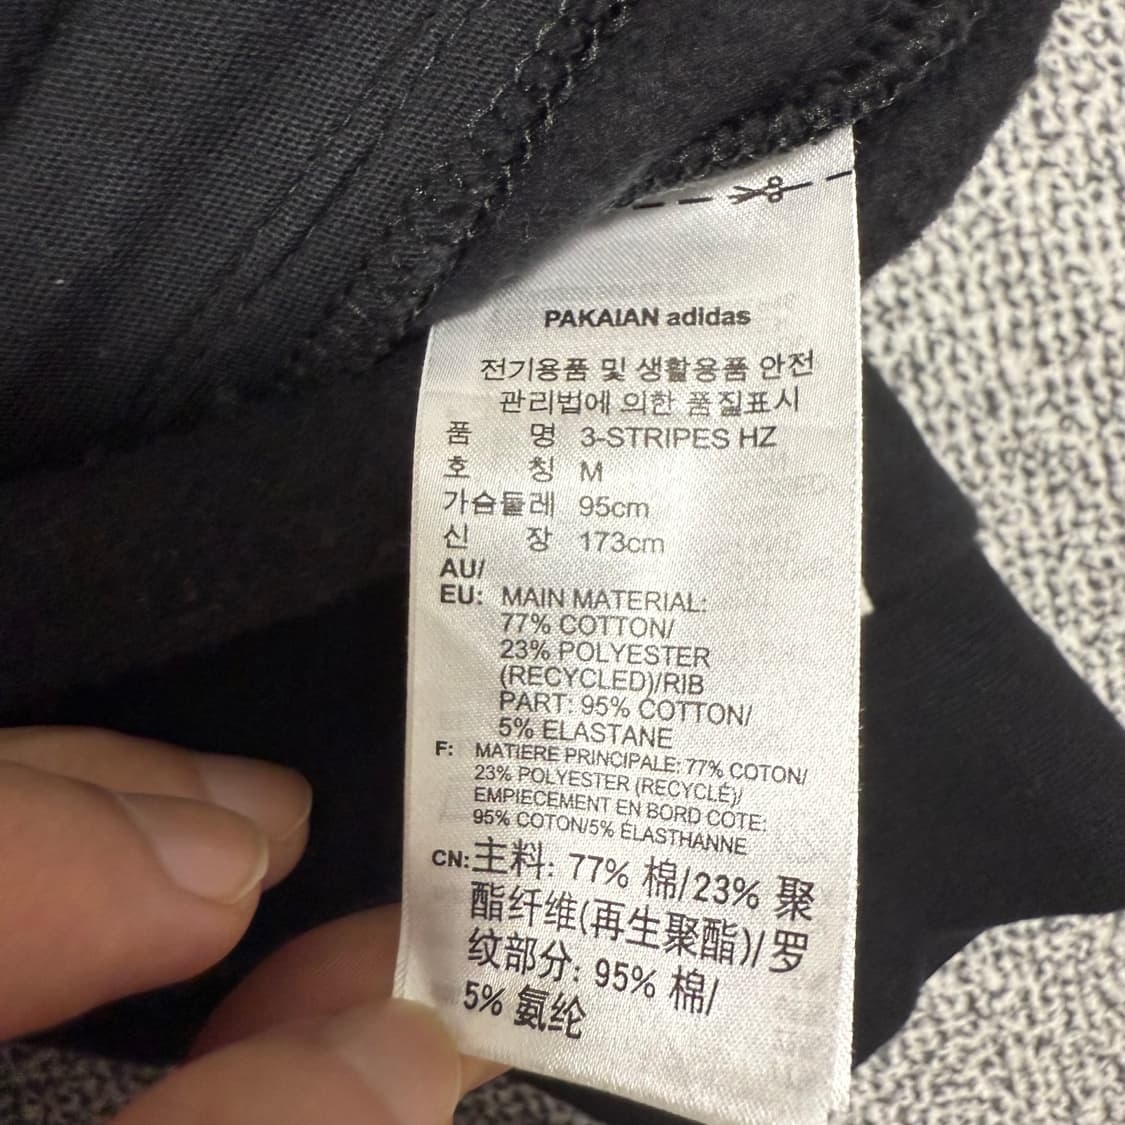 PAKAIAN adidas
전기용품 및 생활용품 안전
관리법에 의한 품질표시
품 명 3-STRIPES HZ
호 칭 M
가슴둘레 95cm
신 장 173cm
AU/
EU: MAIN MATERIAL:
77% COTTON/
23% POLYESTER
(RECYCLED)/RIB
PART: 95% COTTON/
5% ELASTANE
F: MATIERE PRINCIPALE: 77% COTON/
23% POLYESTER (RECYCLÉ)/
EMPIECEMENT EN BORD COTE:
95% COTON/5% ÉLASTHANNE
CN: 主料: 77% 棉/23% 聚
酯纤维(再生聚酯)/罗
纹部分: 95% 棉/
5% 氨纶